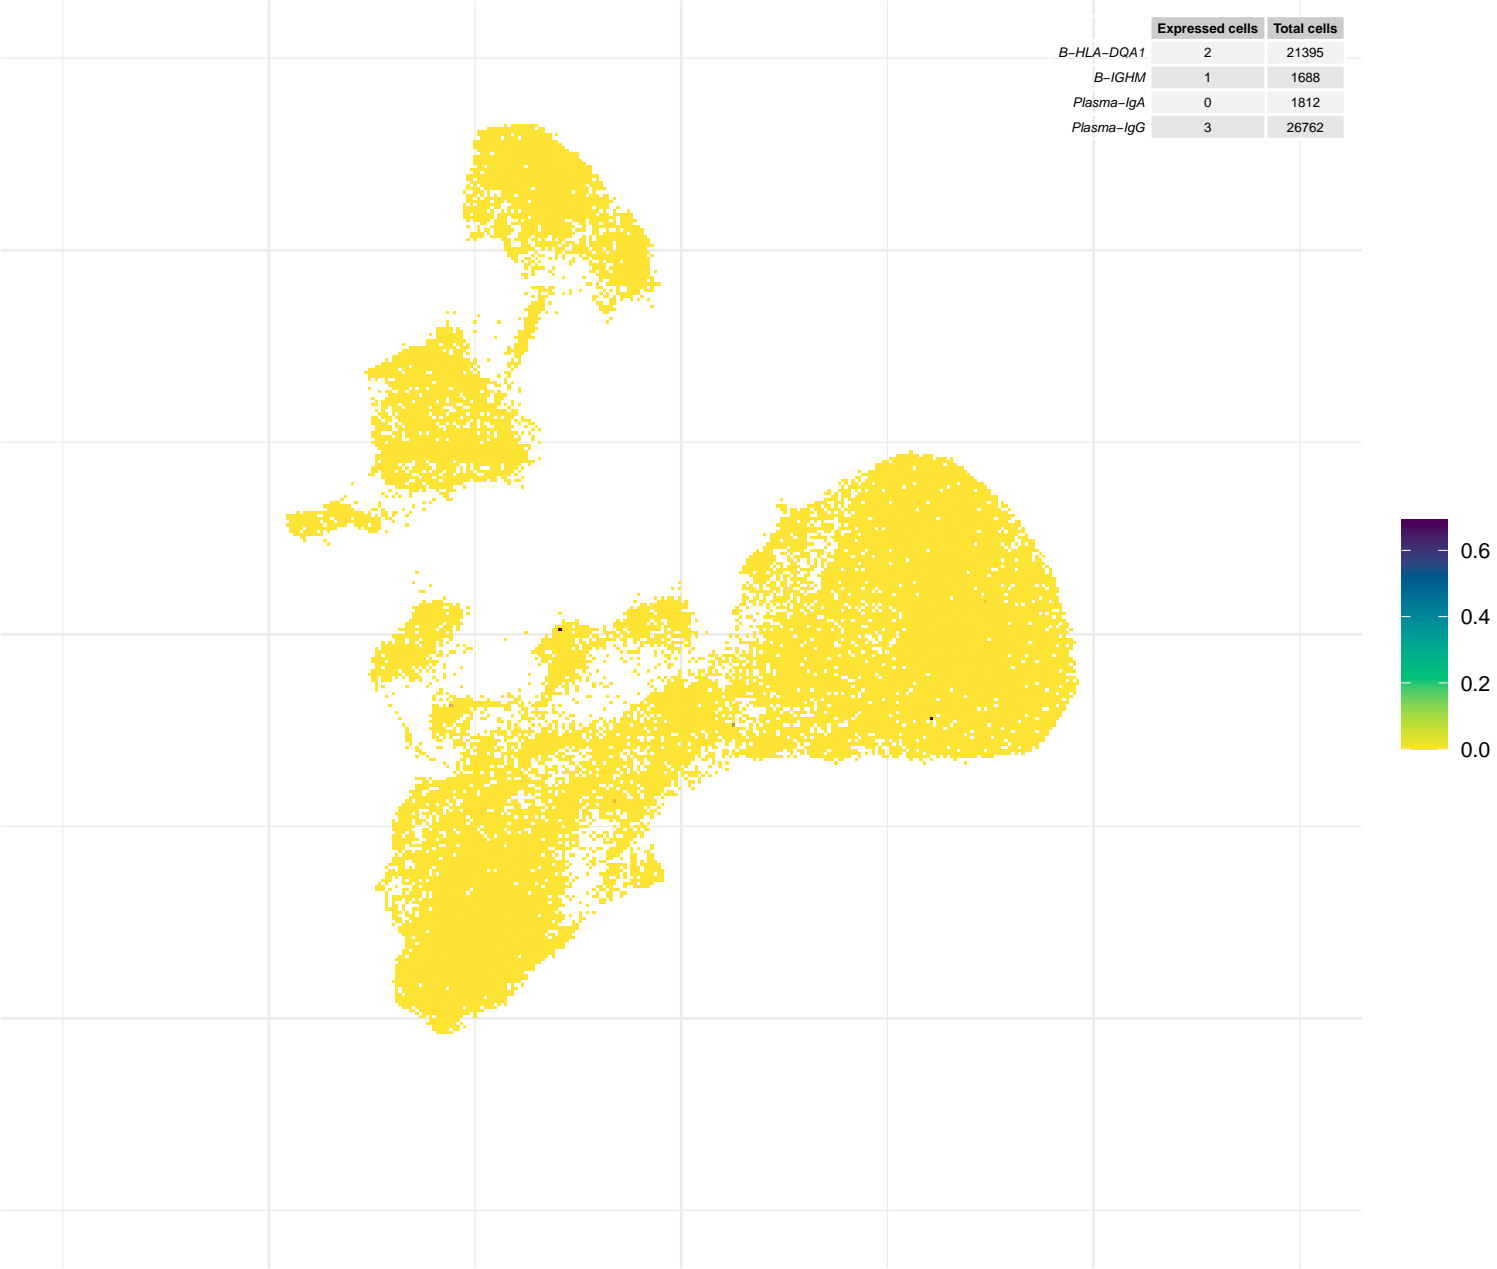 Expressed cells Total cells
B−HLA−DQA1 2 21395
B−IGHM 1 1688
Plasma−IgA 0 1812
Plasma−IgG 3 26762
0.6
0.4
0.2
0.0